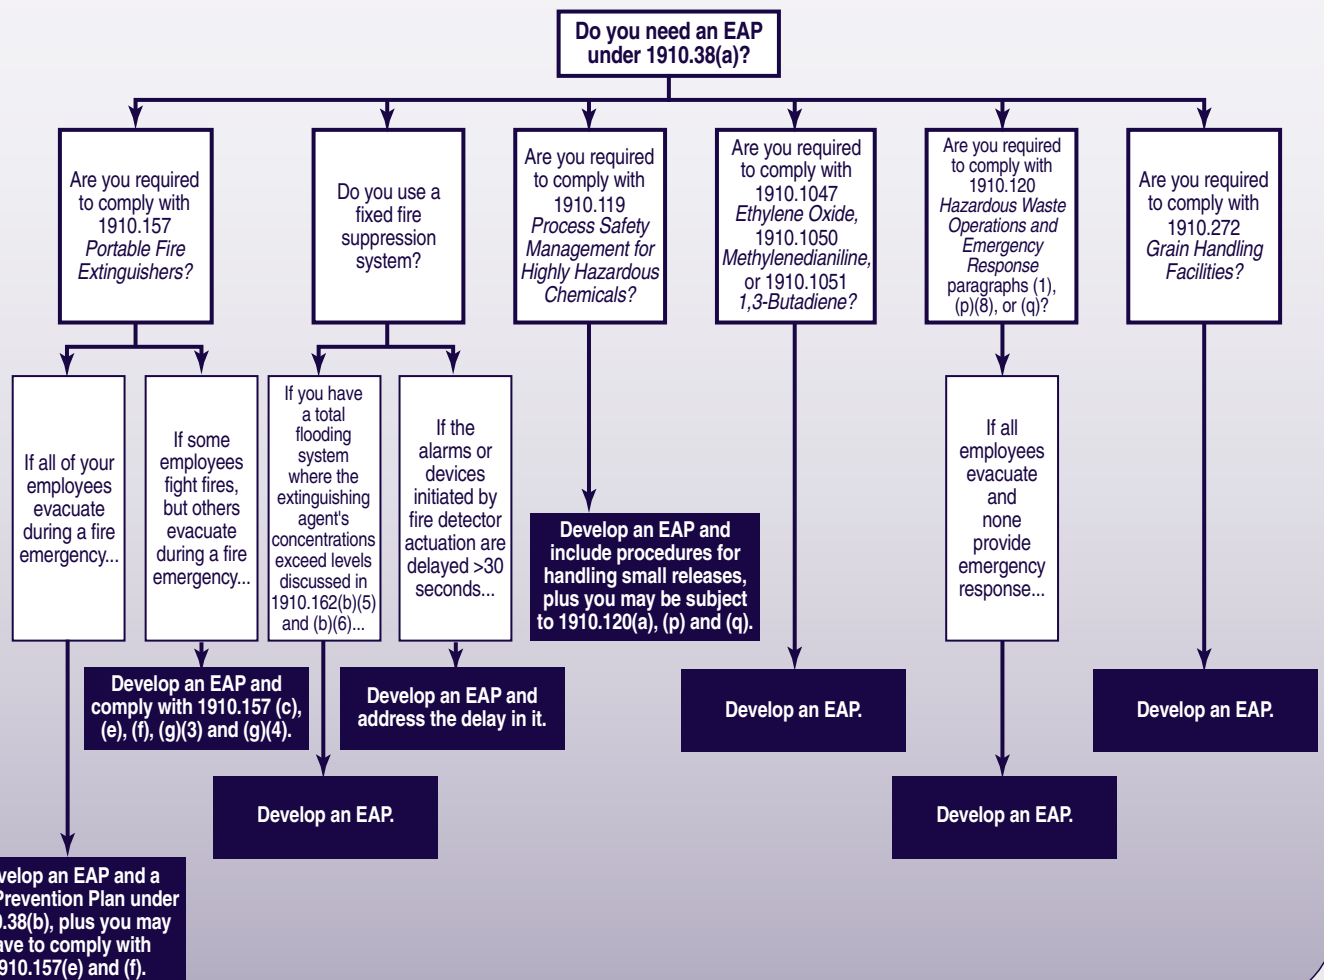 Do you need an EAP
under 1910.38(a)?
Are you required
to comply with
1910.157
Portable Fire
Extinguishers?
Do you use a
fixed fire
suppression
system?
Are you required
to comply with
1910.119
Process Safety
Management for
Highly Hazardous
Chemicals?
Are you required
to comply with
1910.1047
Ethylene Oxide,
1910.1050
Methylenedianiline,
or 1910.1051
1,3-Butadiene?
Are you required
to comply with
1910.120
Hazardous Waste
Operations and
Emergency
Response
paragraphs (1),
(p)(8), or (q)?
Are you required
to comply with
1910.272
Grain Handling
Facilities?
If all of your
employees
evacuate
during a fire
emergency...
If some
employees
fight fires,
but others
evacuate
during a fire
emergency...
If you have
a total
flooding
system
where the
extinguishing
agent's
concentrations
exceed levels
discussed in
1910.162(b)(5)
and (b)(6)...
If the
alarms or
devices
initiated by
fire detector
actuation are
delayed >30
seconds...
If all
employees
evacuate
and
none
provide
emergency
response...
Develop an EAP and
include procedures for
handling small releases,
plus you may be subject
to 1910.120(a), (p) and (q).
Develop an EAP and
comply with 1910.157 (c),
(e), (f), (g)(3) and (g)(4).
Develop an EAP and
address the delay in it.
Develop an EAP.
Develop an EAP.
Develop an EAP.
Develop an EAP.
velop an EAP and a
Prevention Plan under
.38(b), plus you may
ave to comply with
910.157(e) and (f).